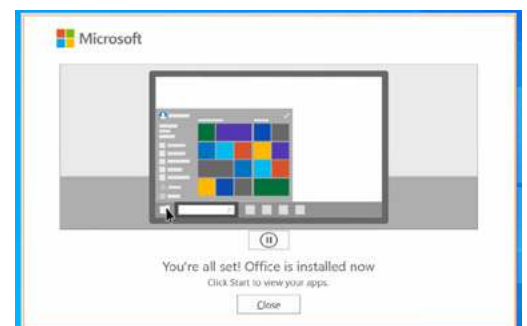 Microsoft
You're all set! Office is installed now
Click Start to view your apps.
Close